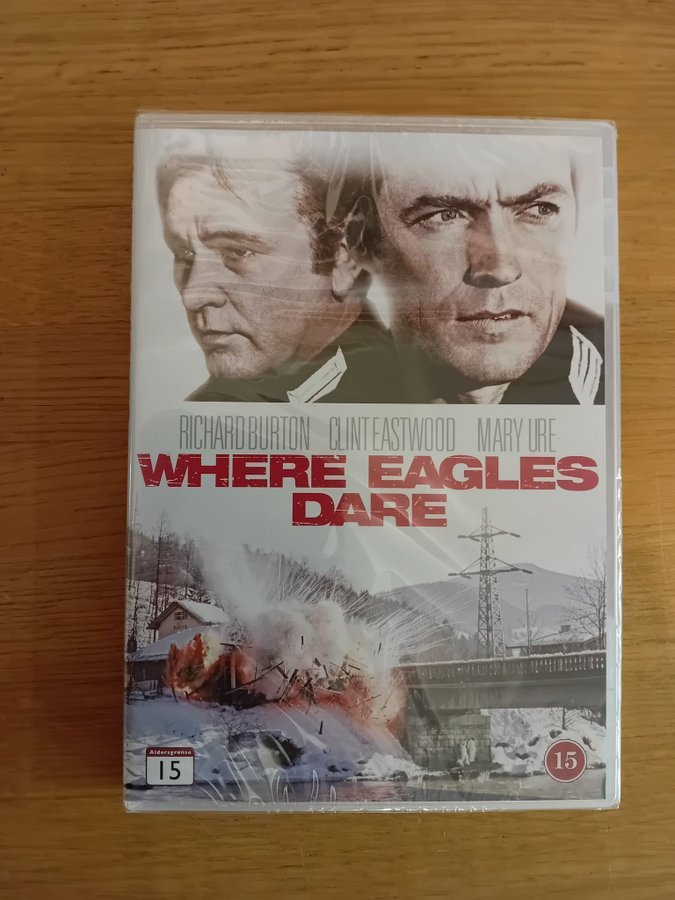 RICHARD BURTON CLINT EASTWOOD MARY URE
WHERE EAGLES
DARE
Aldersgrense
15
15